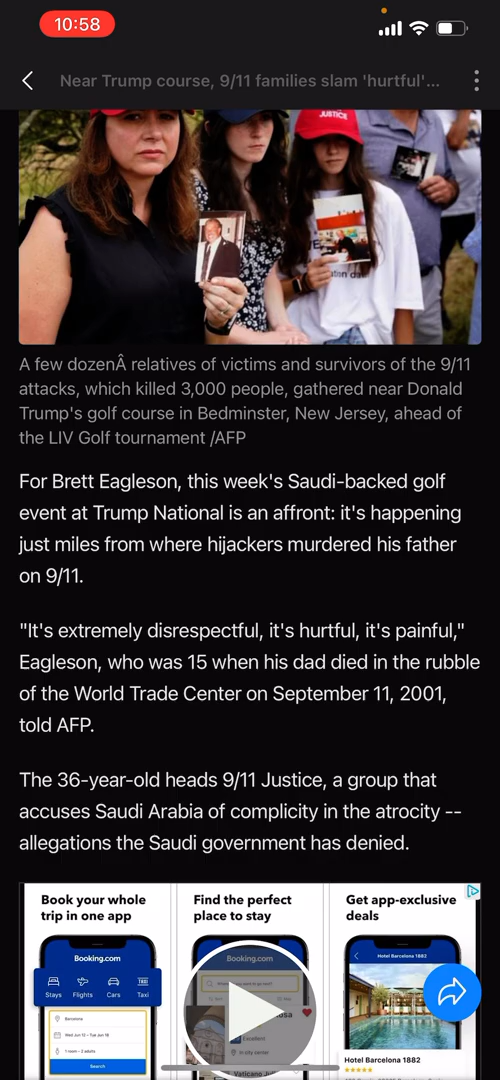 10:58
Near Trump course, 9/11 families slam 'hurtful'...
JUSTICE
A few dozenÂ relatives of victims and survivors of the 9/11
attacks, which killed 3,000 people, gathered near Donald
Trump's golf course in Bedminster, New Jersey, ahead of
the LIV Golf tournament /AFP
For Brett Eagleson, this week's Saudi-backed golf
event at Trump National is an affront: it's happening
just miles from where hijackers murdered his father
on 9/11.
"It's extremely disrespectful, it's hurtful, it's painful,"
Eagleson, who was 15 when his dad died in the rubble
of the World Trade Center on September 11, 2001,
told AFP.
The 36-year-old heads 9/11 Justice, a group that
accuses Saudi Arabia of complicity in the atrocity --
allegations the Saudi government has denied.
Book your whole
trip in one app
Booking.com
Stays Flights Cars Taxi
Barcelona
1 room - 2 adults
Search
Find the perfect
place to stay
Booking.com
Excellent
In city center
Get app-exclusive
deals
Hotel Barcelona 1882
Hotel Barcelona 1882